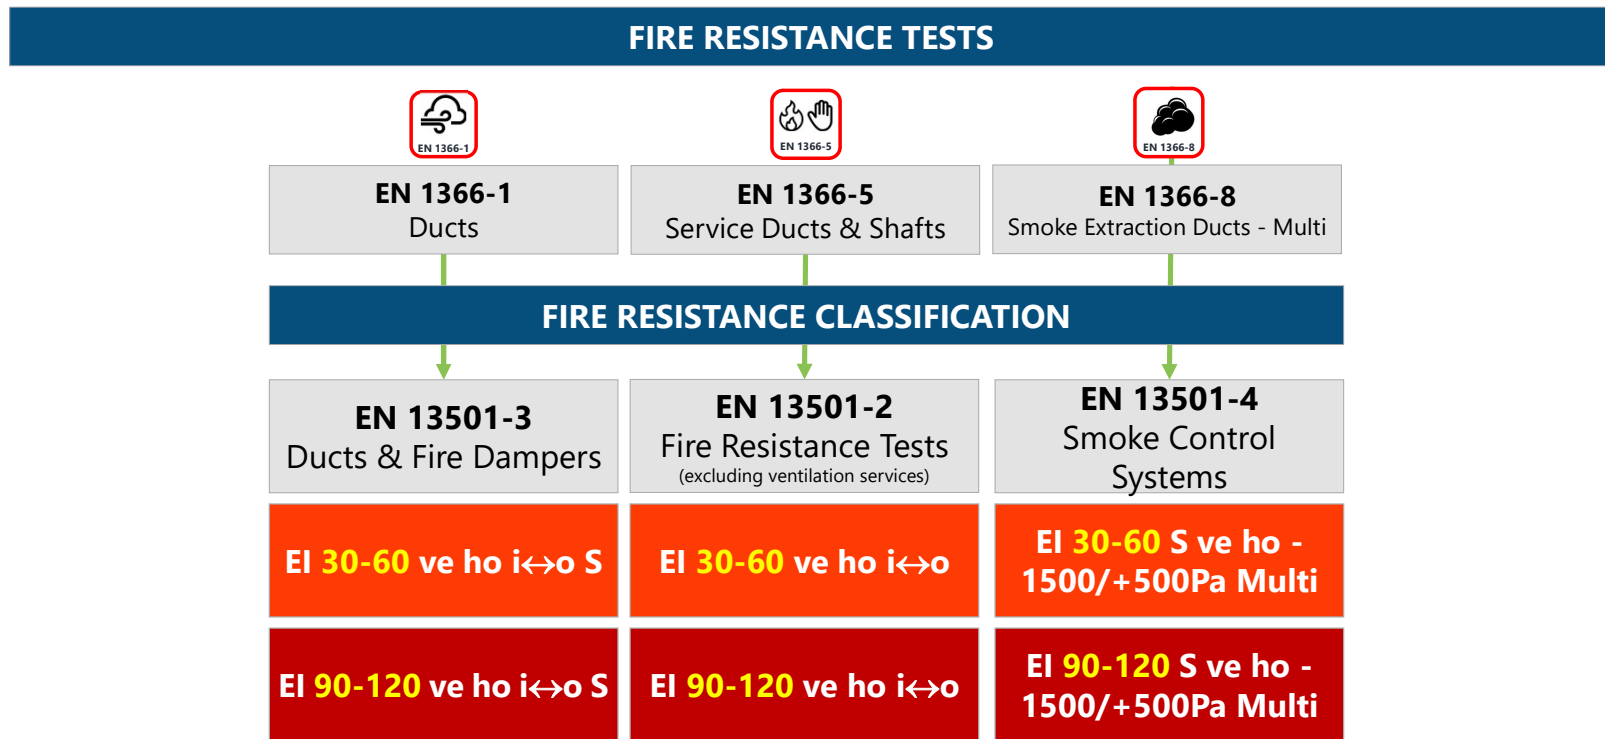 FIRE RESISTANCE TESTS
EN 1366-1
EN 1366-5
EN 1366-8
EN 1366-1
Ducts
EN 1366-5
Service Ducts & Shafts
EN 1366-8
Smoke Extraction Ducts - Multi
FIRE RESISTANCE CLASSIFICATION
EN 13501-3
Ducts & Fire Dampers
EN 13501-2
Fire Resistance Tests
(excluding ventilation services)
EN 13501-4
Smoke Control
Systems
EI 30-60 ve ho i↔o S
EI 30-60 ve ho i↔o
EI 30-60 S ve ho -
1500/+500Pa Multi
EI 90-120 ve ho i↔o S
EI 90-120 ve ho i↔o
EI 90-120 S ve ho -
1500/+500Pa Multi